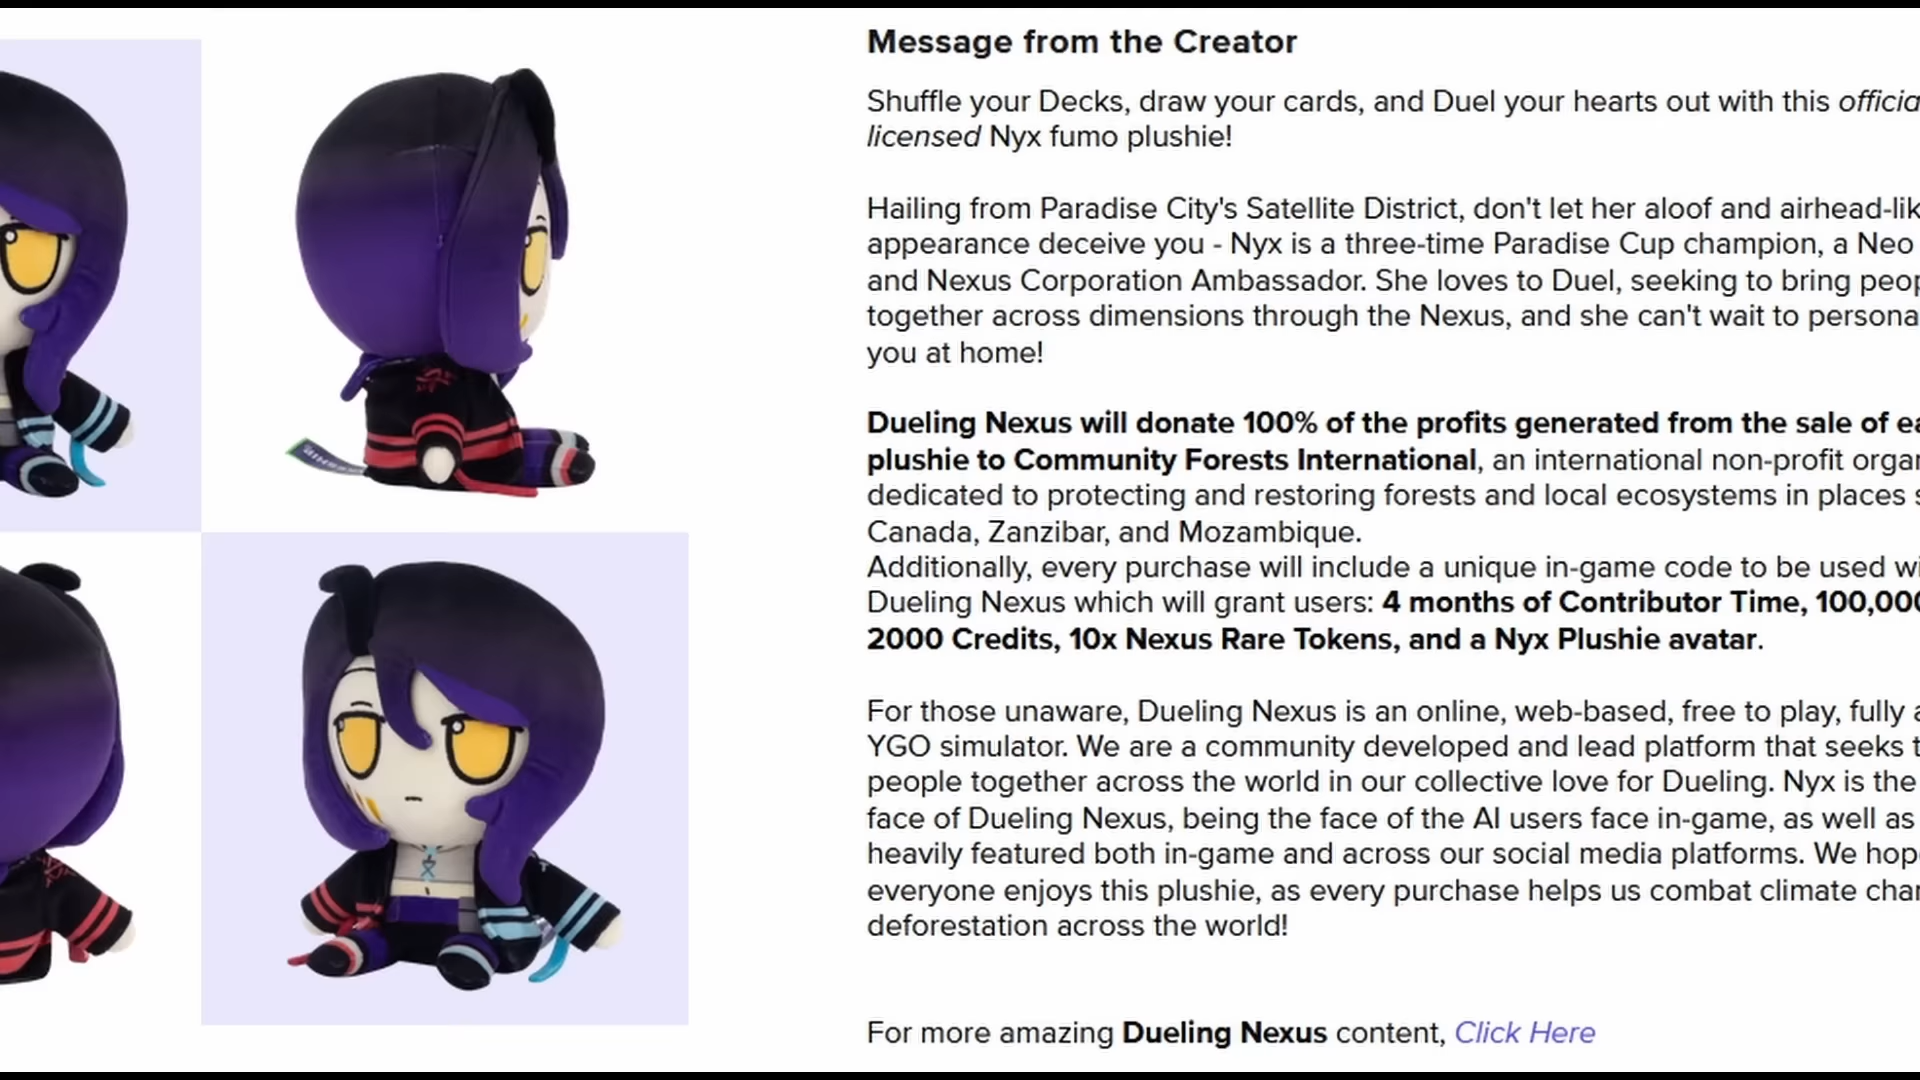 Message from the Creator
Shuffle your Decks, draw your cards, and Duel your hearts out with this
licensed Nyx fumo plushie!
Hailing from Paradise City's Satellite District, don't let her aloof and
appearance deceive you - Nyx is a three-time Paradise Cup champion, a Neo
and Nexus Corporation Ambassador. She loves to Duel, seeking to bring
together across dimensions through the Nexus, and she can't wait to
you at home!
Dueling Nexus will donate 100% of the profits generated from the sale of
plushie to Community Forests International, an international non-profit
dedicated to protecting and restoring forests and local ecosystems in places
Canada, Zanzibar, and Mozambique.
Additionally, every purchase will include a unique in-game code to be used
Dueling Nexus which will grant users: 4 months of Contributor Time,
2000 Credits, 10x Nexus Rare Tokens, and a Nyx Plushie avatar.
For those unaware, Dueling Nexus is an online, web-based, free to play, fully
YGO simulator. We are a community developed and lead platform that seeks
people together across the world in our collective love for Dueling. Nyx is the
face of Dueling Nexus, being the face of the AI users face in-game, as well as
heavily featured both in-game and across our social media platforms. We
everyone enjoys this plushie, as every purchase helps us combat climate
deforestation across the world!
For more amazing Dueling Nexus content, Click Here